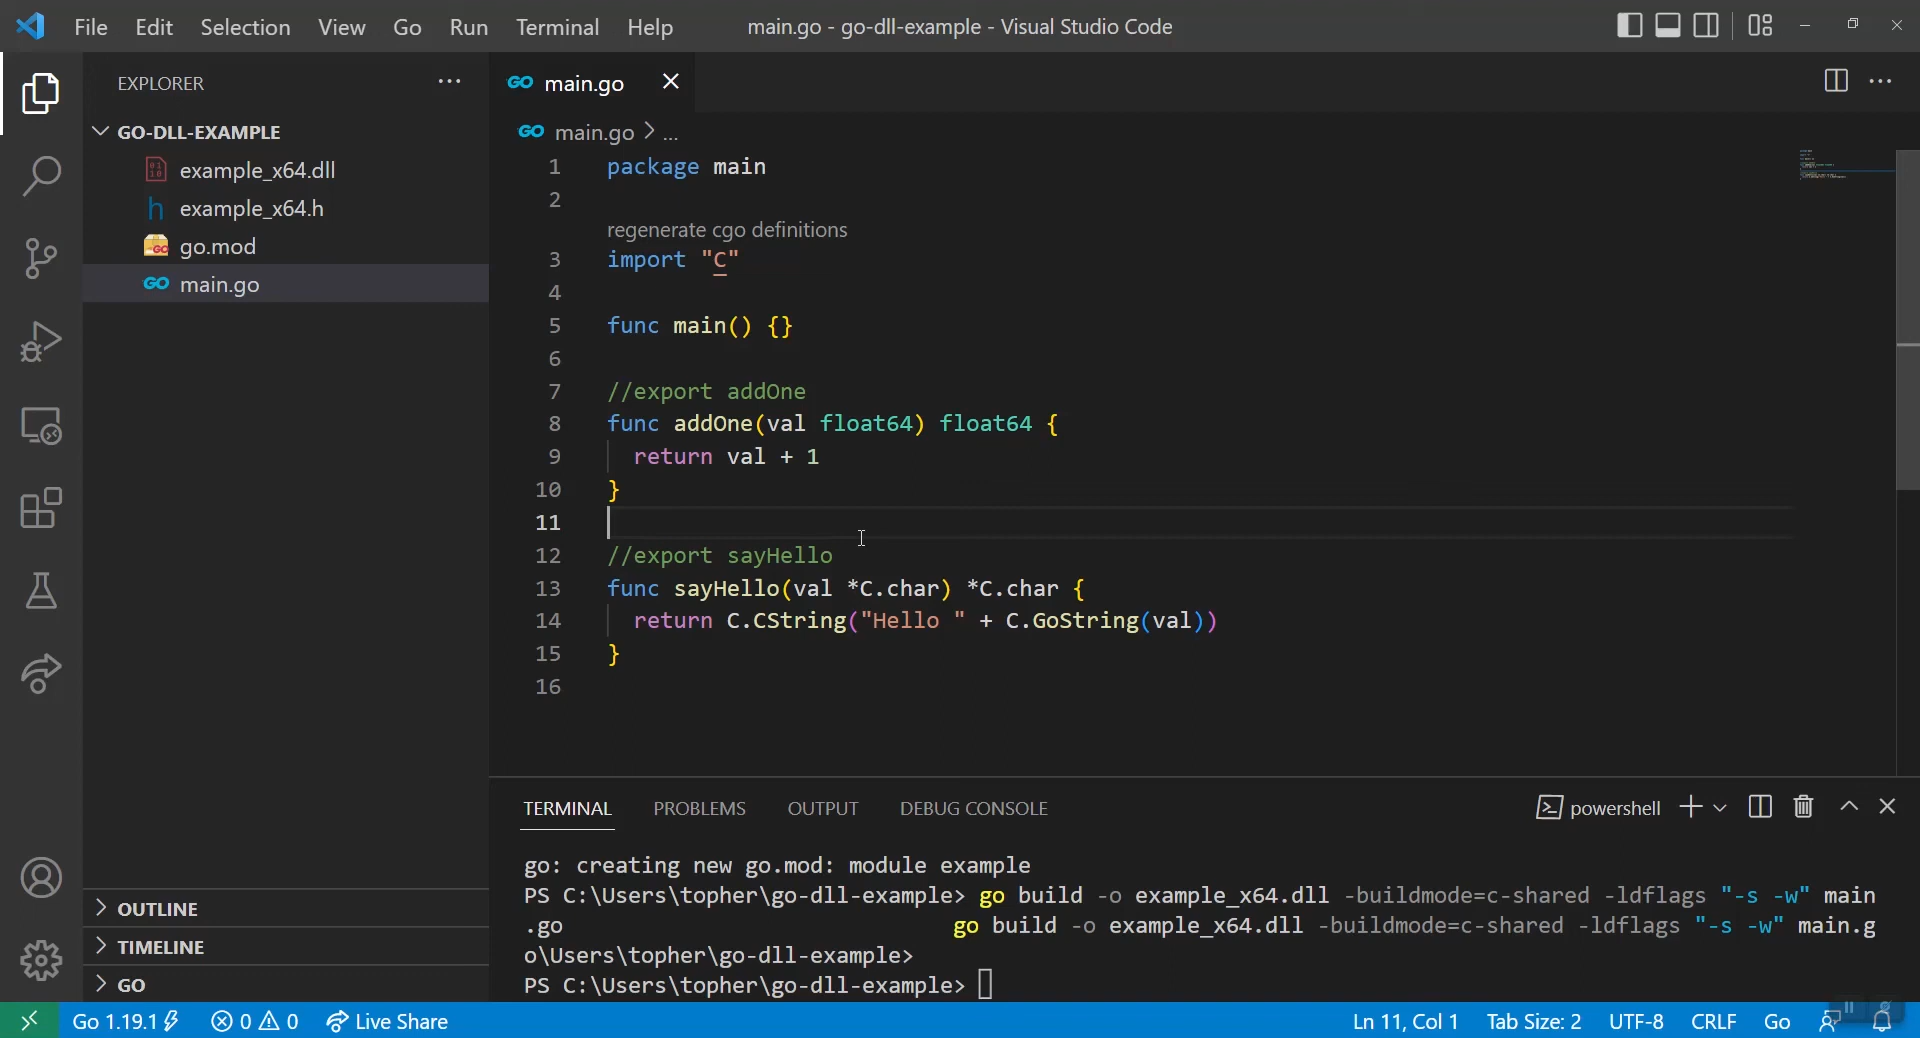 File Edit Selection View Go Run Terminal Help main.go - go-dll-example - Visual Studio Code
EXPLORER
GO-DLL-EXAMPLE
example_x64.dll
example_x64.h
go.mod
main.go
OUTLINE
TIMELINE
GO
GO main.go
GO main.go > ...
1 package main
2
regenerate cgo definitions
3 import "C"
4
5 func main() {}
6
7 //export addOne
8 func addOne(val float64) float64 {
9 return val + 1
10 }
11
12 //export sayHello
13 func sayHello(val *C.char) *C.char {
14 return C.CString("Hello " + C.GoString(val))
15 }
16
TERMINAL PROBLEMS OUTPUT DEBUG CONSOLE powershell
go: creating new go.mod: module example
PS C:\Users\topher\go-dll-example> go build -o example_x64.dll -buildmode=c-shared -ldflags "-s -w" main
.go go build -o example_x64.dll -buildmode=c-shared -ldflags "-s -w" main.g
o\Users\topher\go-dll-example>
PS C:\Users\topher\go-dll-example>
Go 1.19.1 0 0 Live Share Ln 11, Col 1 Tab Size: 2 UTF-8 CRLF Go